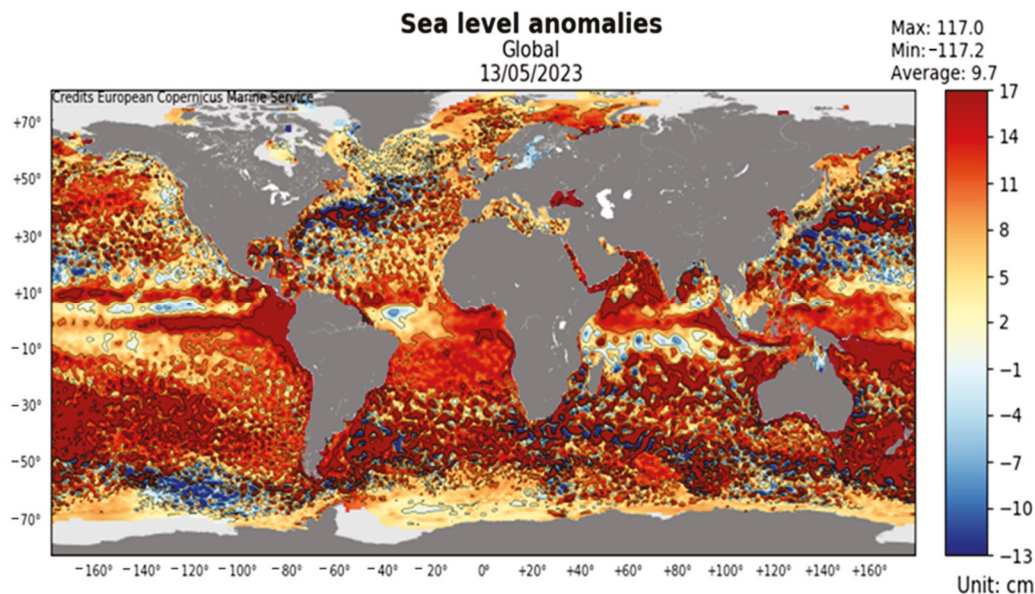 Sea level anomalies
Global
13/05/2023
Max: 117.0
Min: −117.2
Average: 9.7
Credits European Copernicus Marine Service
+70°
+50°
+30°
+10°
−10°
−30°
−50°
−70°
−160° −140° −120° −100° −80° −60° −40° −20 0° +20° +40° +60° +80° +100° +120° +140° +160°
17
14
11
8
5
2
−1
−4
−7
−10
−13
Unit: cm